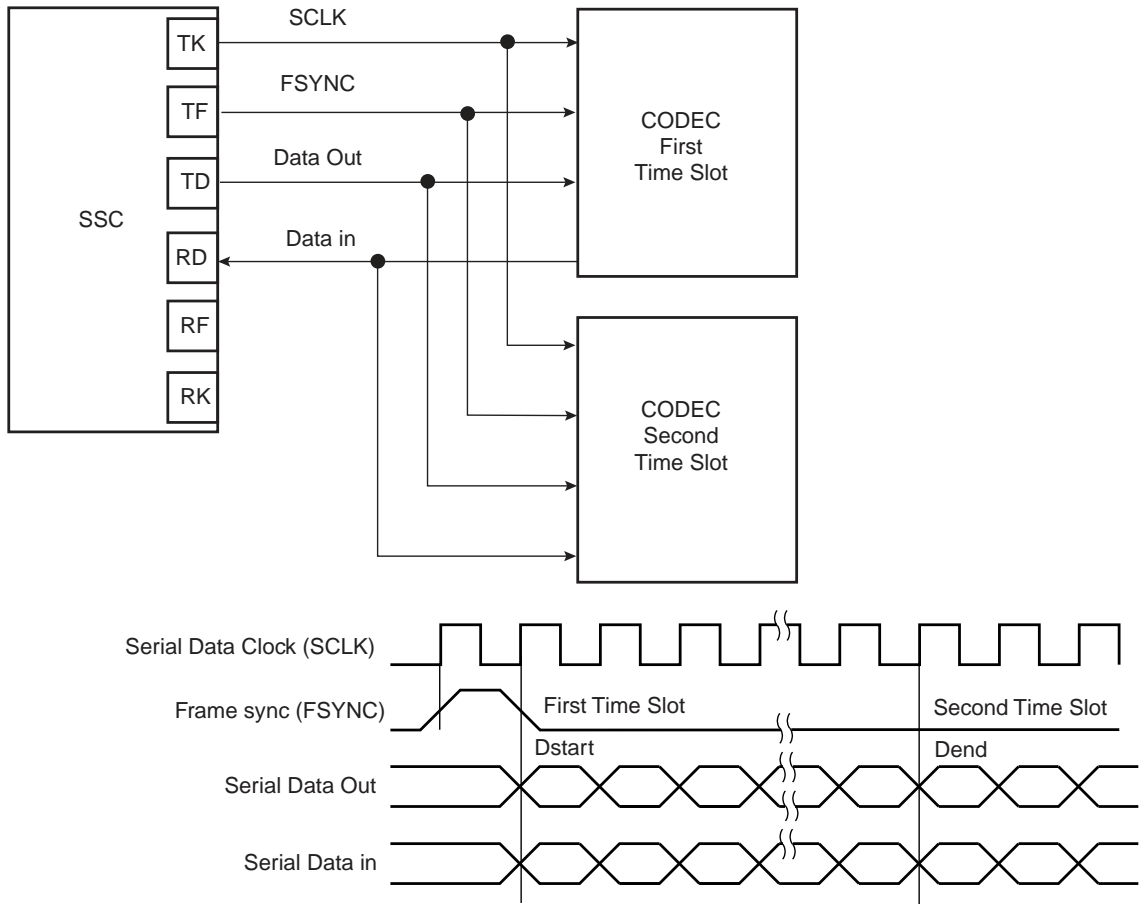 SSC
TK
TF
TD
RD
RF
RK
SCLK
FSYNC
Data Out
Data in
CODEC
First
Time Slot
CODEC
Second
Time Slot
Serial Data Clock (SCLK)
Frame sync (FSYNC)
First Time Slot
Second Time Slot
Dstart
Dend
Serial Data Out
Serial Data in